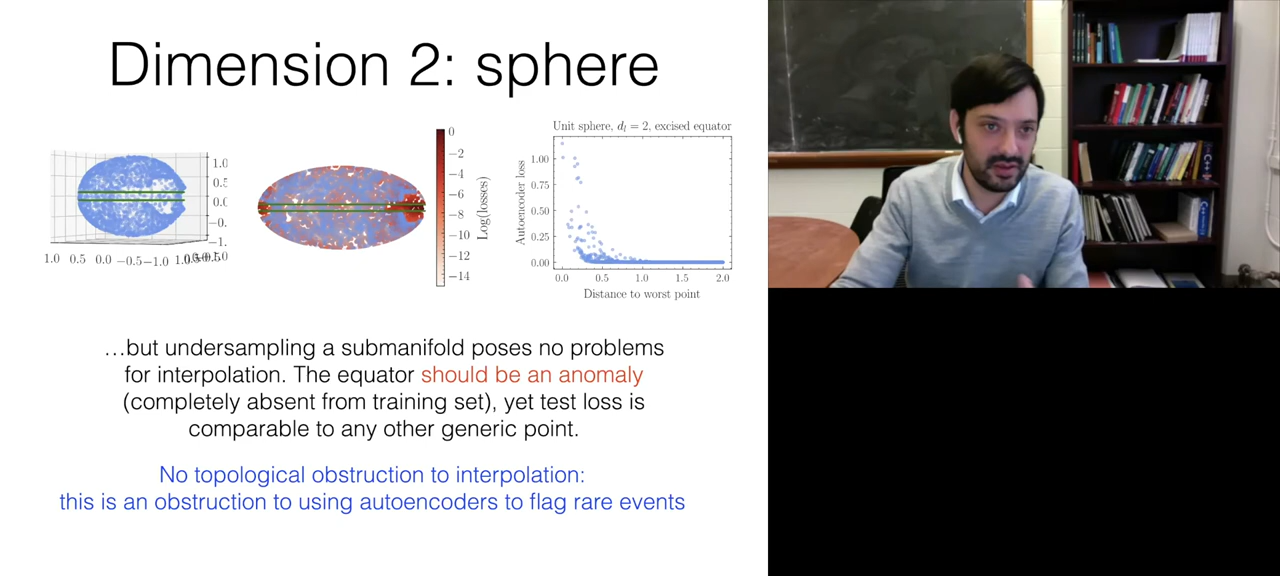 Dimension 2: sphere
1.0
0.5
0.0
−0.5
−1.0
1.0 0.5 0.0 −0.5 −1.0
0
−2
−4
−6
−8
−10
−12
−14
Log(losses)
Unit sphere, dₗ = 2, excised equator
Autoencoder loss
1.00
0.75
0.50
0.25
0.00
0.0 0.5 1.0 1.5 2.0
Distance to worst point
…but undersampling a submanifold poses no problems
for interpolation. The equator should be an anomaly
(completely absent from training set), yet test loss is
comparable to any other generic point.
No topological obstruction to interpolation:
this is an obstruction to using autoencoders to flag rare events
C++